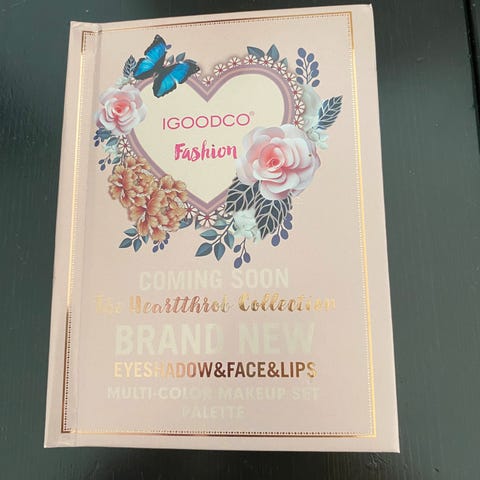 IGOODCO®
Fashion
COMING SOON
The Heartthrob Collection
BRAND NEW
EYESHADOW&FACE&LIPS
MULTI-COLOR MAKEUP SET
PALETTE